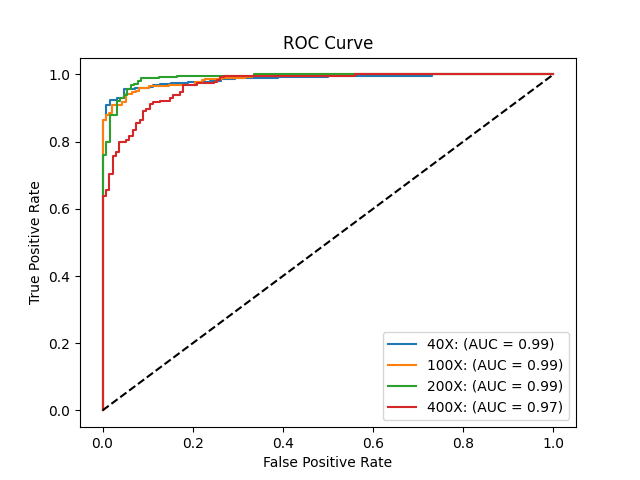 ROC Curve
True Positive Rate
1.0
0.8
0.6
0.4
0.2
0.0
40X: (AUC = 0.99)
100X: (AUC = 0.99)
200X: (AUC = 0.99)
400X: (AUC = 0.97)
0.0 0.2 0.4 0.6 0.8 1.0
False Positive Rate